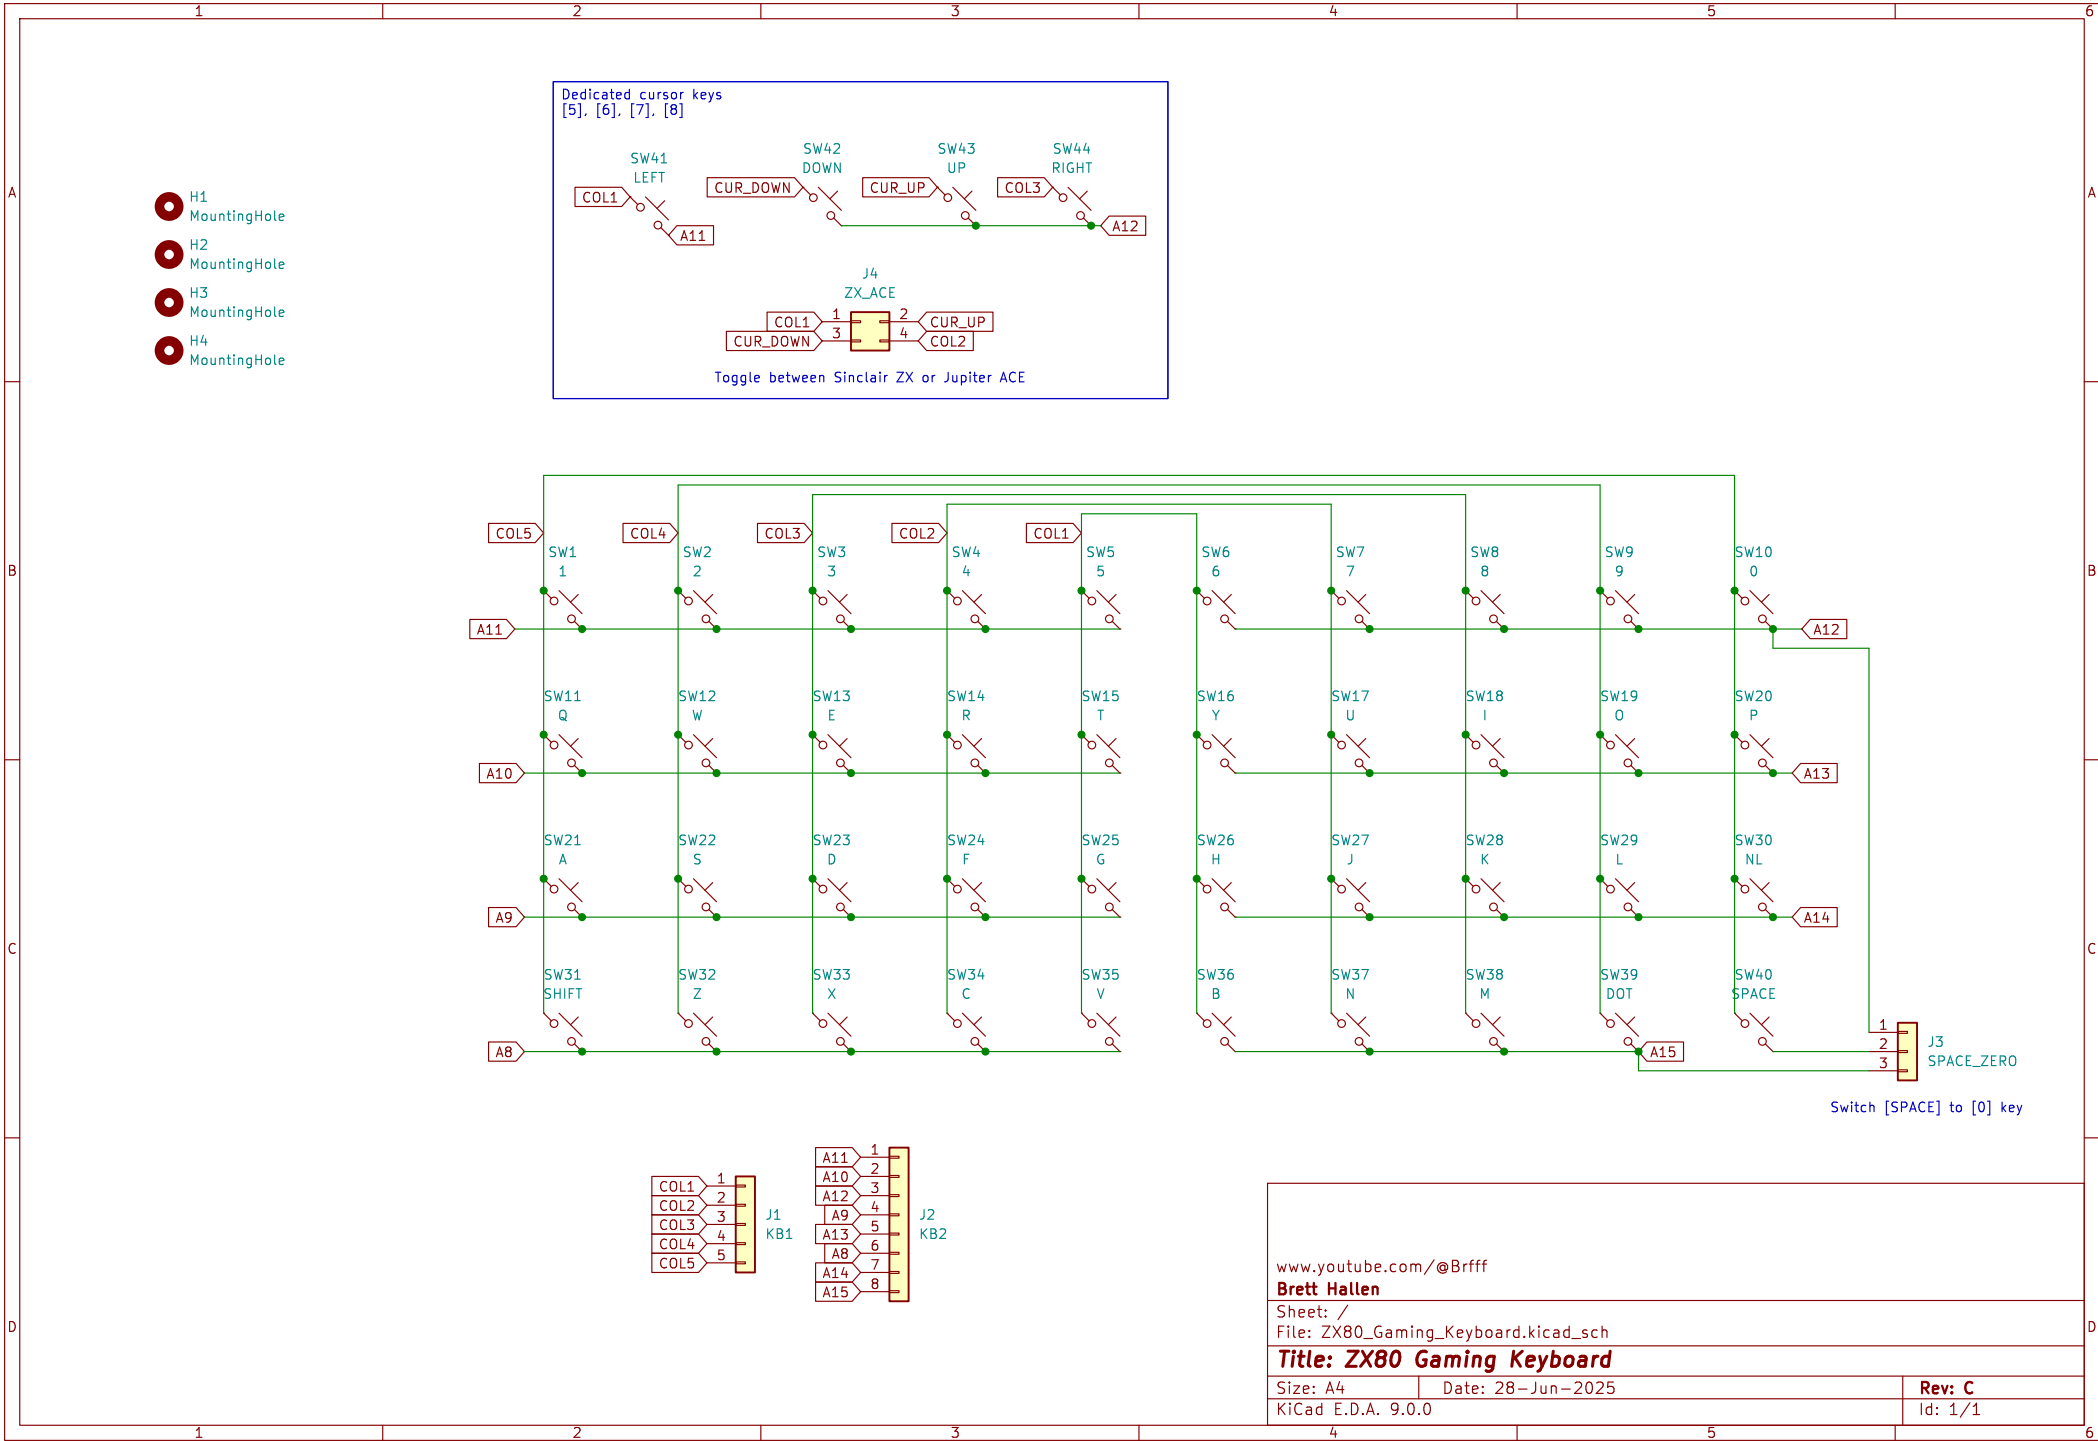 1 2 3 4 5 6
Dedicated cursor keys
[5], [6], [7], [8]
SW41
LEFT
COL1
A11
SW42
DOWN
CUR_DOWN
SW43
UP
CUR_UP
SW44
RIGHT
COL3
A12
J4
ZX_ACE
COL1 1 2 CUR_UP
CUR_DOWN 3 4 COL2
Toggle between Sinclair ZX or Jupiter ACE
A A
H1
MountingHole
H2
MountingHole
H3
MountingHole
H4
MountingHole
COL5 COL4 COL3 COL2 COL1
B B
SW1 SW2 SW3 SW4 SW5 SW6 SW7 SW8 SW9 SW10
1 2 3 4 5 6 7 8 9 0
A11 A12
SW11 SW12 SW13 SW14 SW15 SW16 SW17 SW18 SW19 SW20
Q W E R T Y U I O P
A10 A13
SW21 SW22 SW23 SW24 SW25 SW26 SW27 SW28 SW29 SW30
A S D F G H J K L NL
A9 A14
C C
SW31 SW32 SW33 SW34 SW35 SW36 SW37 SW38 SW39 SW40
SHIFT Z X C V B N M DOT SPACE
A8 A15
1
2
3
J3
SPACE_ZERO
Switch [SPACE] to [0] key
COL1 1
COL2 2
COL3 3
COL4 4
COL5 5
J1
KB1
A11 1
A10 2
A12 3
A9 4
A13 5
A8 6
A14 7
A15 8
J2
KB2
D D
www.youtube.com/@Brfff
Brett Hallen
Sheet: /
File: ZX80_Gaming_Keyboard.kicad_sch
Title: ZX80 Gaming Keyboard
Size: A4 Date: 28-Jun-2025 Rev: C
KiCad E.D.A. 9.0.0 Id: 1/1
1 2 3 4 5 6